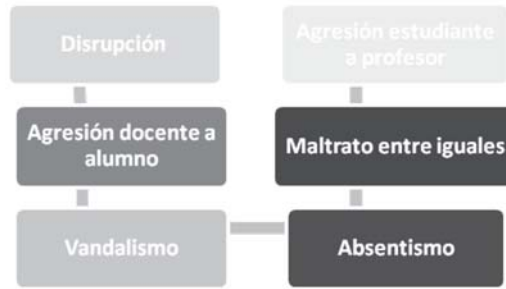 Disrupción
Agresión docente a
alumno
Vandalismo
Absentismo
Maltrato entre iguales
Agresión estudiante
a profesor